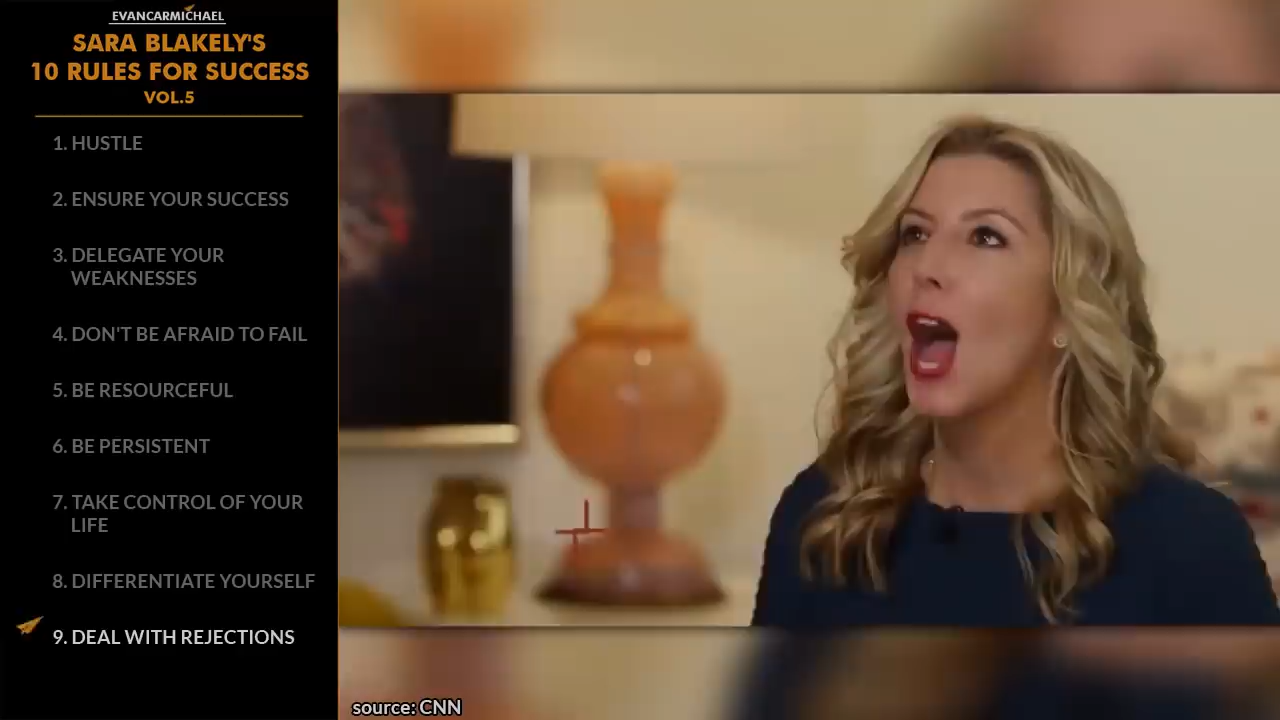 EVANCARMICHAEL
SARA BLAKELY'S
10 RULES FOR SUCCESS
VOL.5
1. HUSTLE
2. ENSURE YOUR SUCCESS
3. DELEGATE YOUR
WEAKNESSES
4. DON'T BE AFRAID TO FAIL
5. BE RESOURCEFUL
6. BE PERSISTENT
7. TAKE CONTROL OF YOUR
LIFE
8. DIFFERENTIATE YOURSELF
9. DEAL WITH REJECTIONS
source: CNN